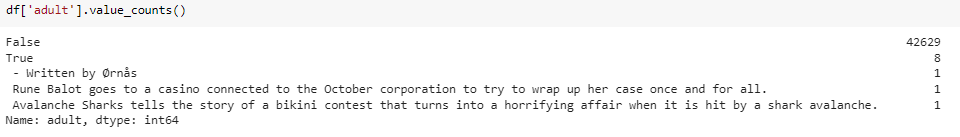 df['adult'].value_counts()
False 42629
True 8
- Written by Ørnås 1
Rune Balot goes to a casino connected to the October corporation to try to wrap up her case once and for all. 1
Avalanche Sharks tells the story of a bikini contest that turns into a horrifying affair when it is hit by a shark avalanche. 1
Name: adult, dtype: int64